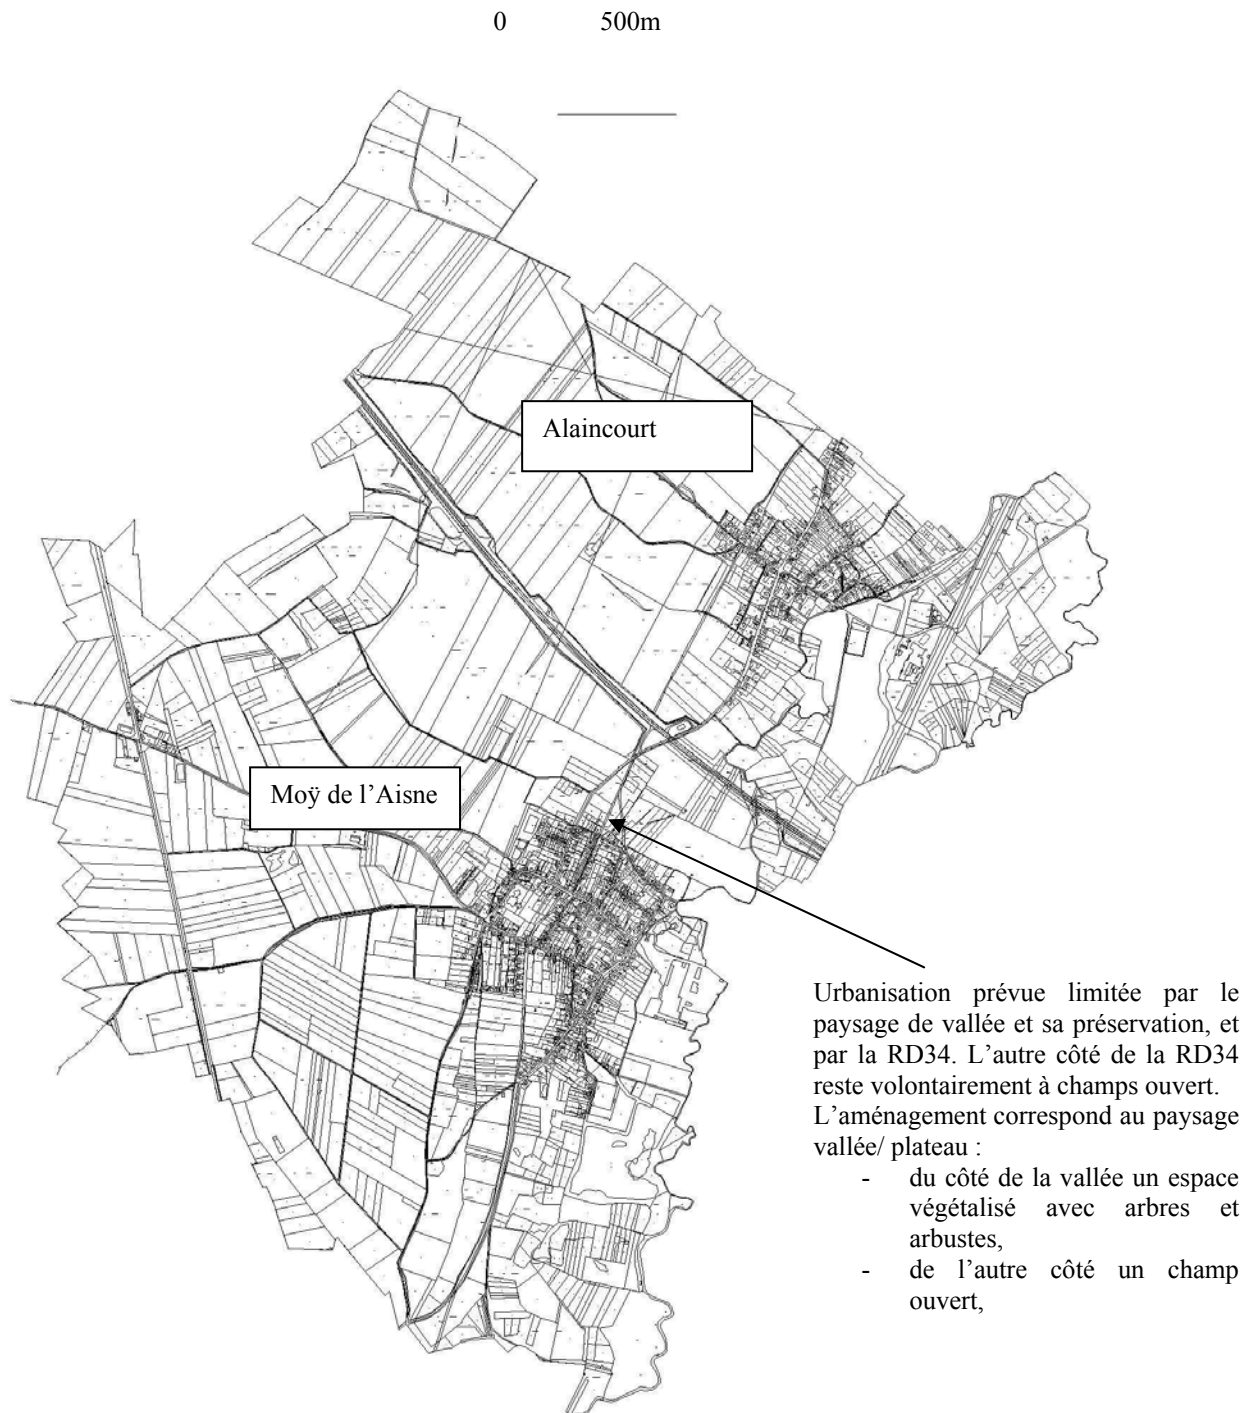 0 500m
Alaincourt
Moÿ de l’Aisne
Urbanisation prévue limitée par le
paysage de vallée et sa préservation, et
par la RD34. L’autre côté de la RD34
reste volontairement à champs ouvert.
L’aménagement correspond au paysage
vallée/ plateau :
- du côté de la vallée un espace
végétalisé avec arbres et
arbustes,
- de l’autre côté un champ
ouvert,